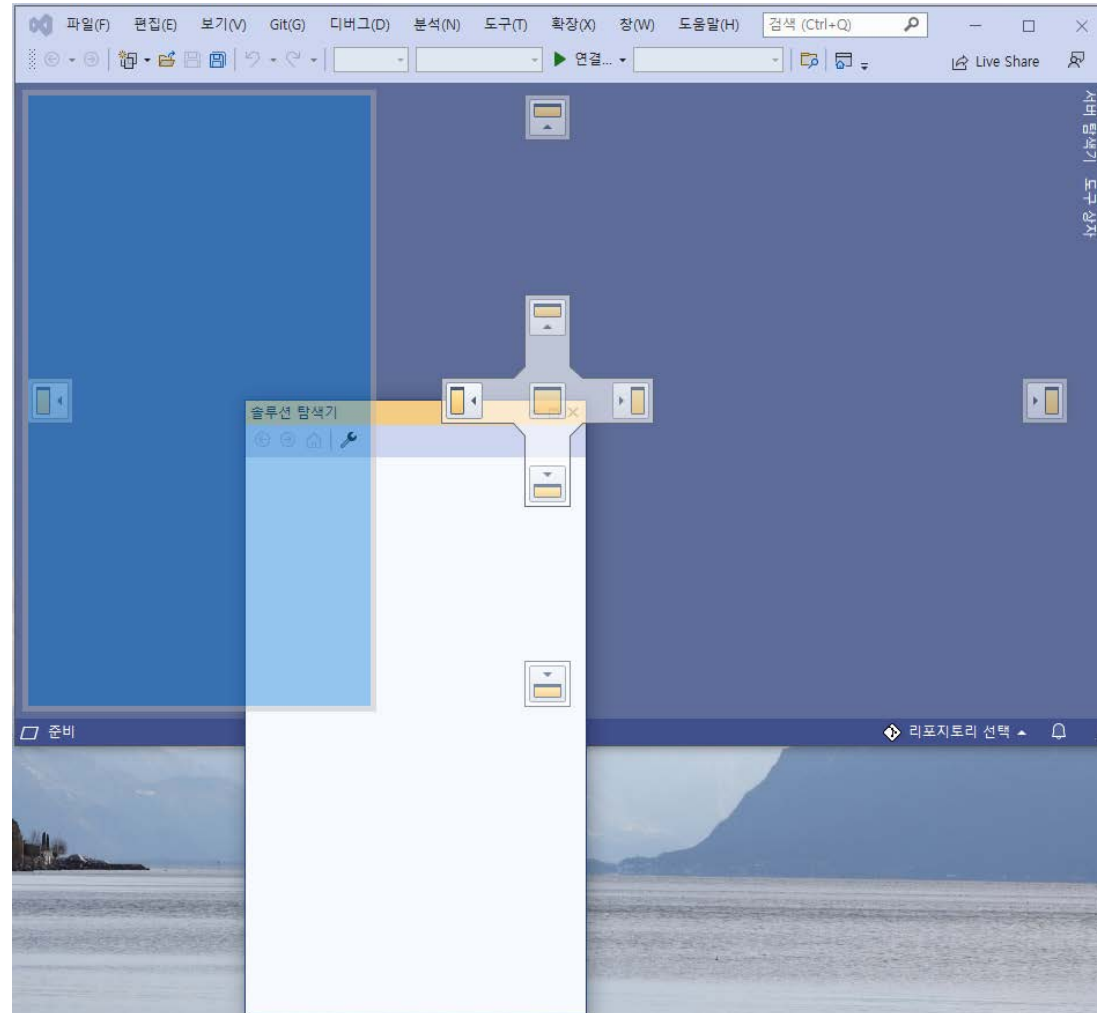 파일(F) 편집(E) 보기(V) Git(G) 디버그(D) 분석(N) 도구(T) 확장(X) 창(W) 도움말(H) 검색 (Ctrl+Q)
연결... Live Share
서버 탐색기
도구 상자
솔루션 탐색기
준비 리포지토리 선택